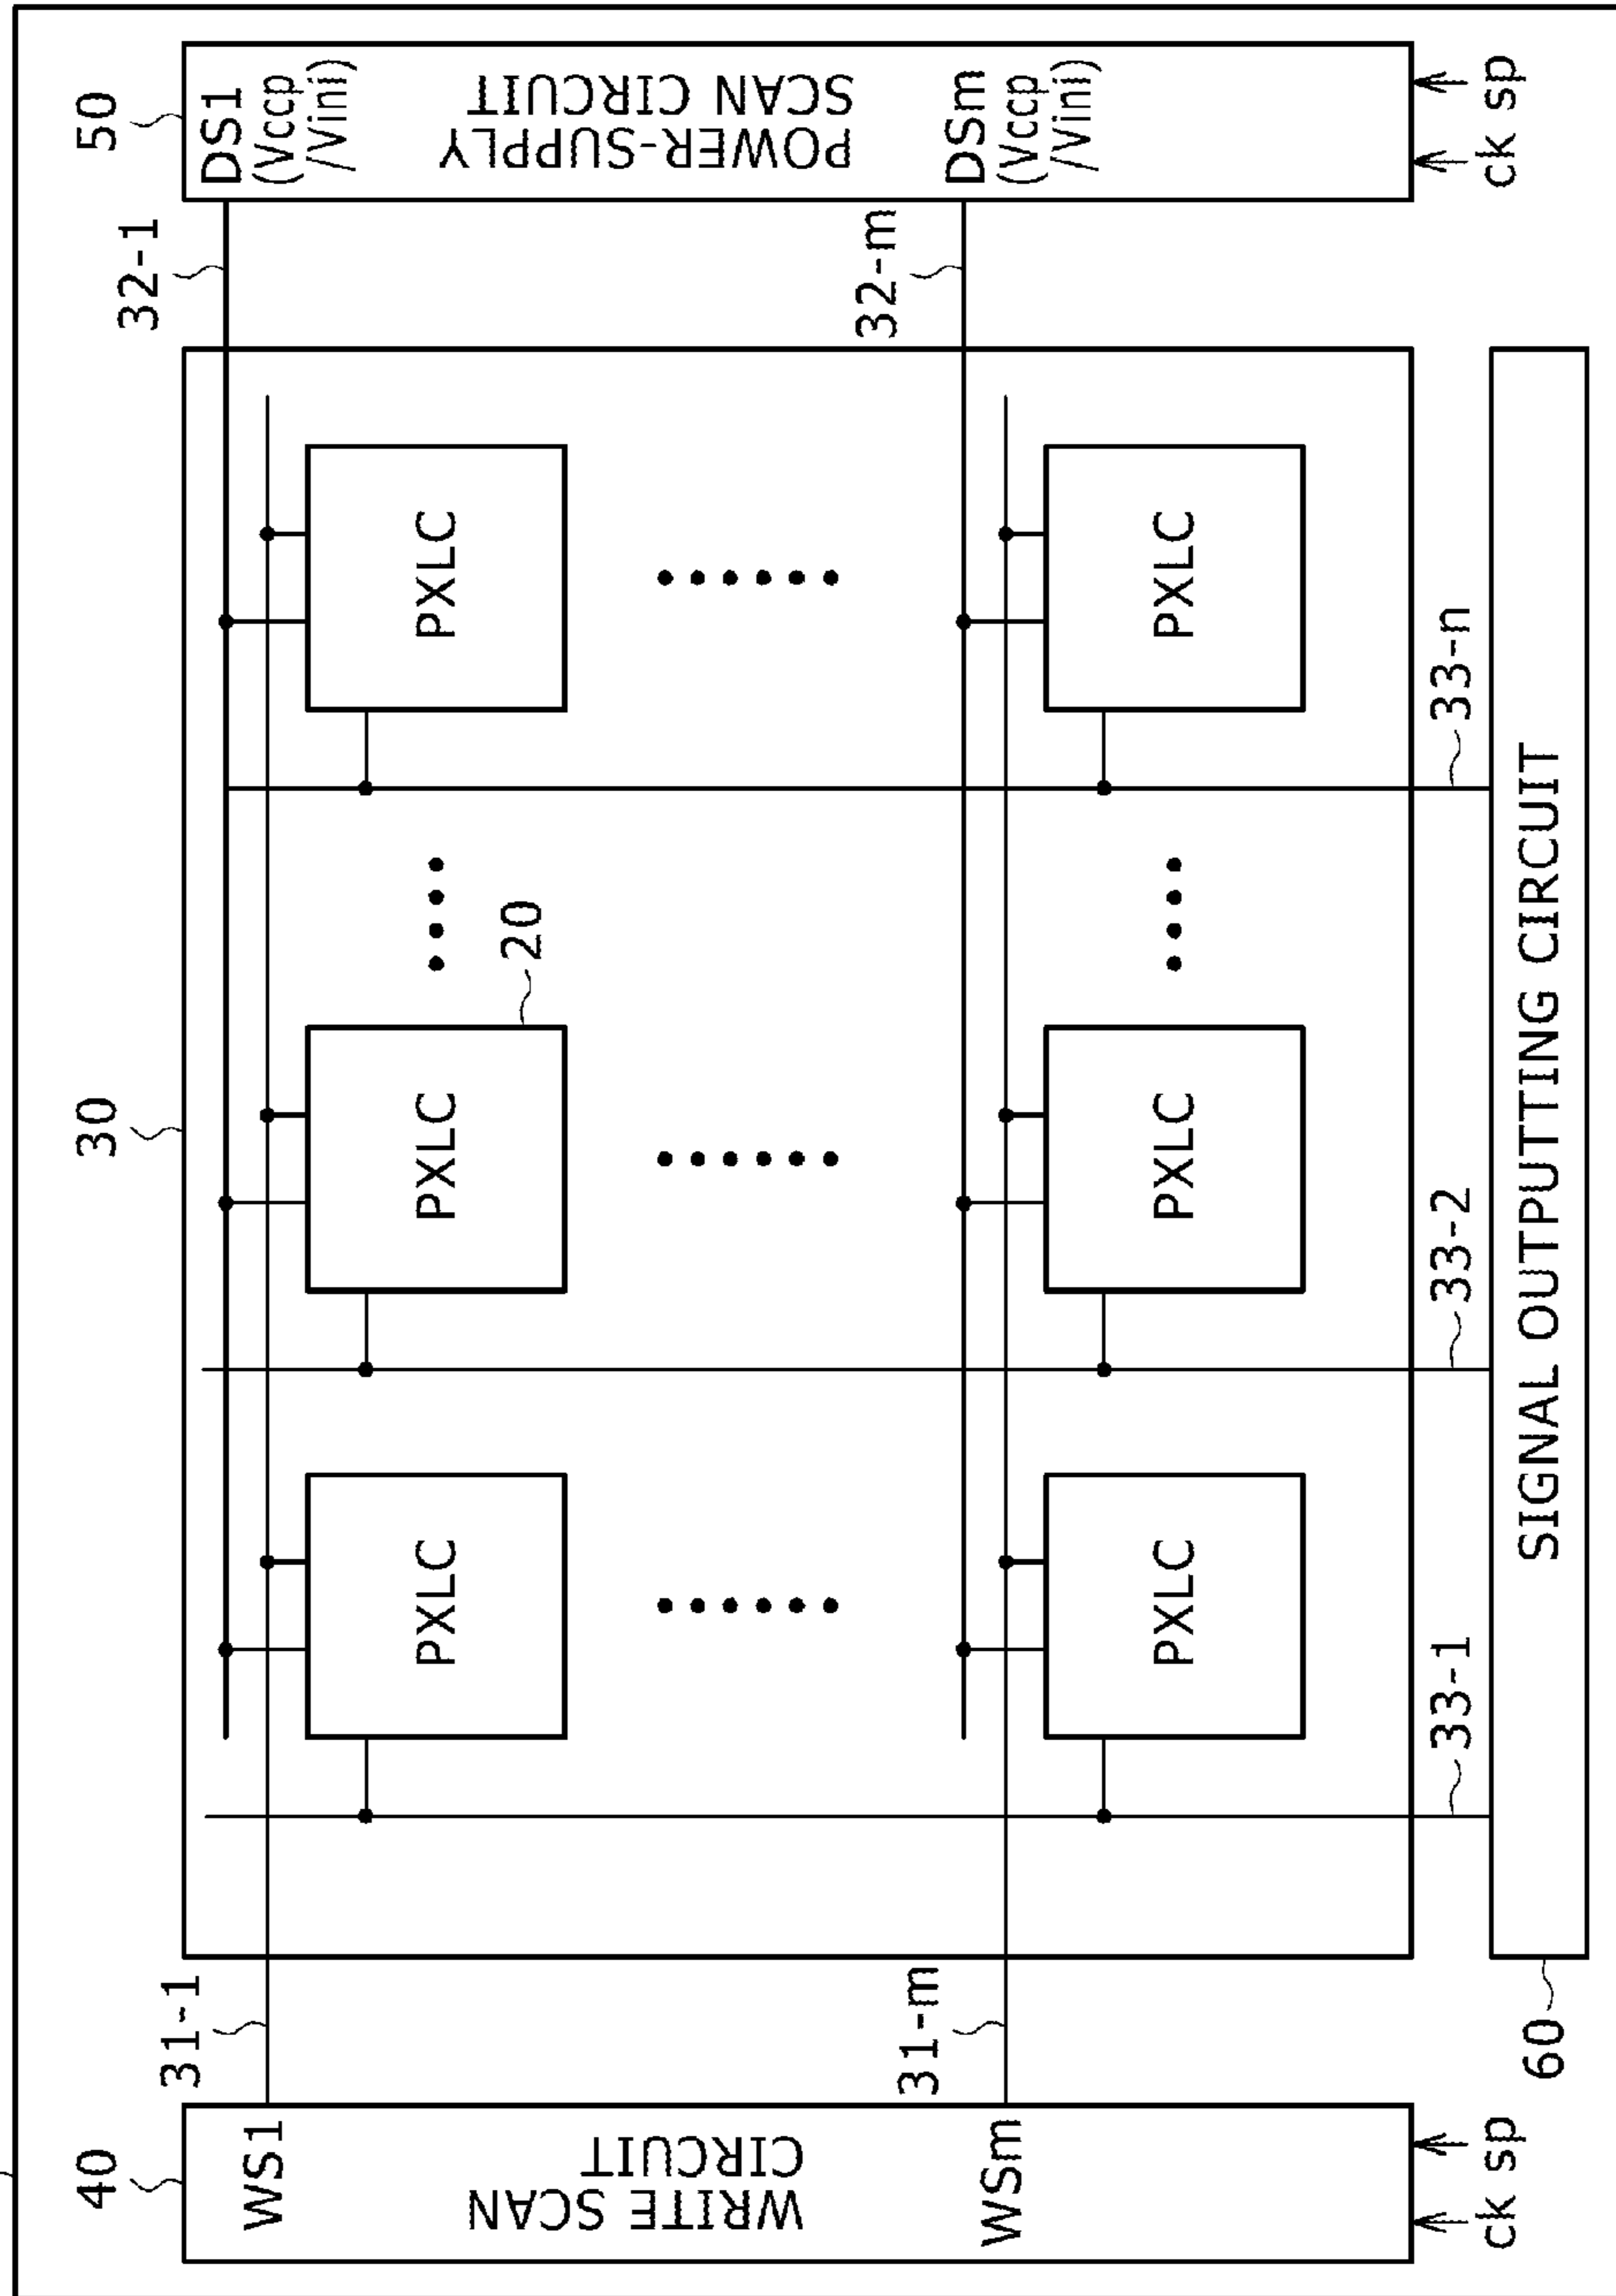 40
30
50
31-1
32-1
WS1
DS1
(Vccp
/Vini)
PXLC
PXLC
PXLC
20
WRITE SCAN
CIRCUIT
POWER-SUPPLY
SCAN CIRCUIT
31-m
32-m
WSm
DSm
(Vccp
/Vini)
PXLC
PXLC
PXLC
33-1
33-2
33-n
ck sp
ck sp
60
SIGNAL OUTPUTTING CIRCUIT